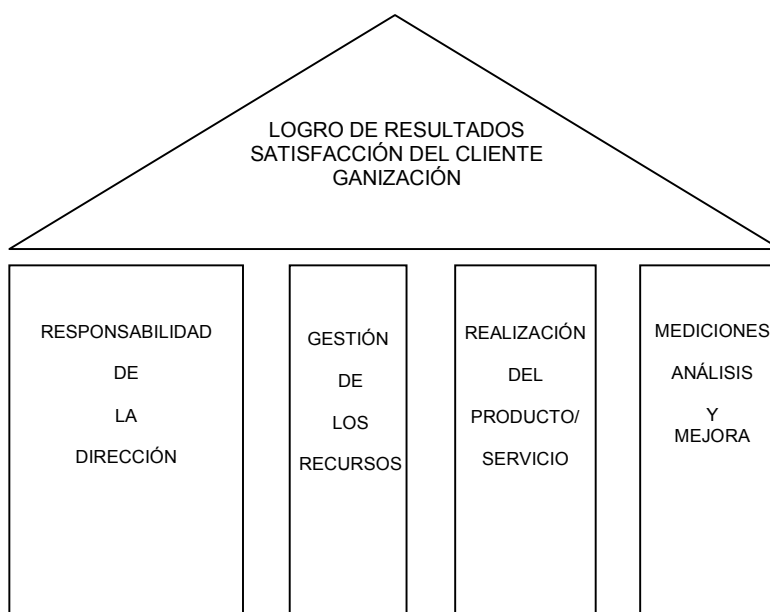 LOGRO DE RESULTADOS
SATISFACCIÓN DEL CLIENTE
GANIZACIÓN
RESPONSABILIDAD
DE
LA
DIRECCIÓN
GESTIÓN
DE
LOS
RECURSOS
REALIZACIÓN
DEL
PRODUCTO/
SERVICIO
MEDICIONES
ANÁLISIS
Y
MEJORA